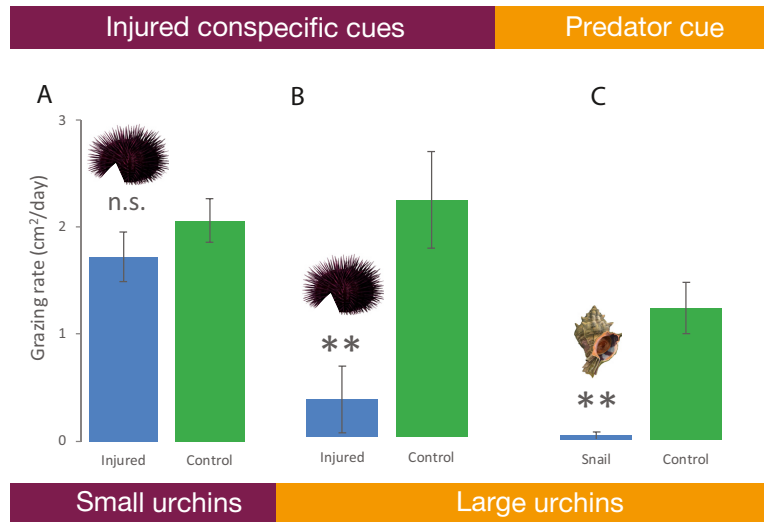 Injured conspecific cues
Predator cue
A
B
C
Grazing rate (cm²/day)
3
2
1
0
n.s.
**
**
Injured
Control
Injured
Control
Snail
Control
Small urchins
Large urchins